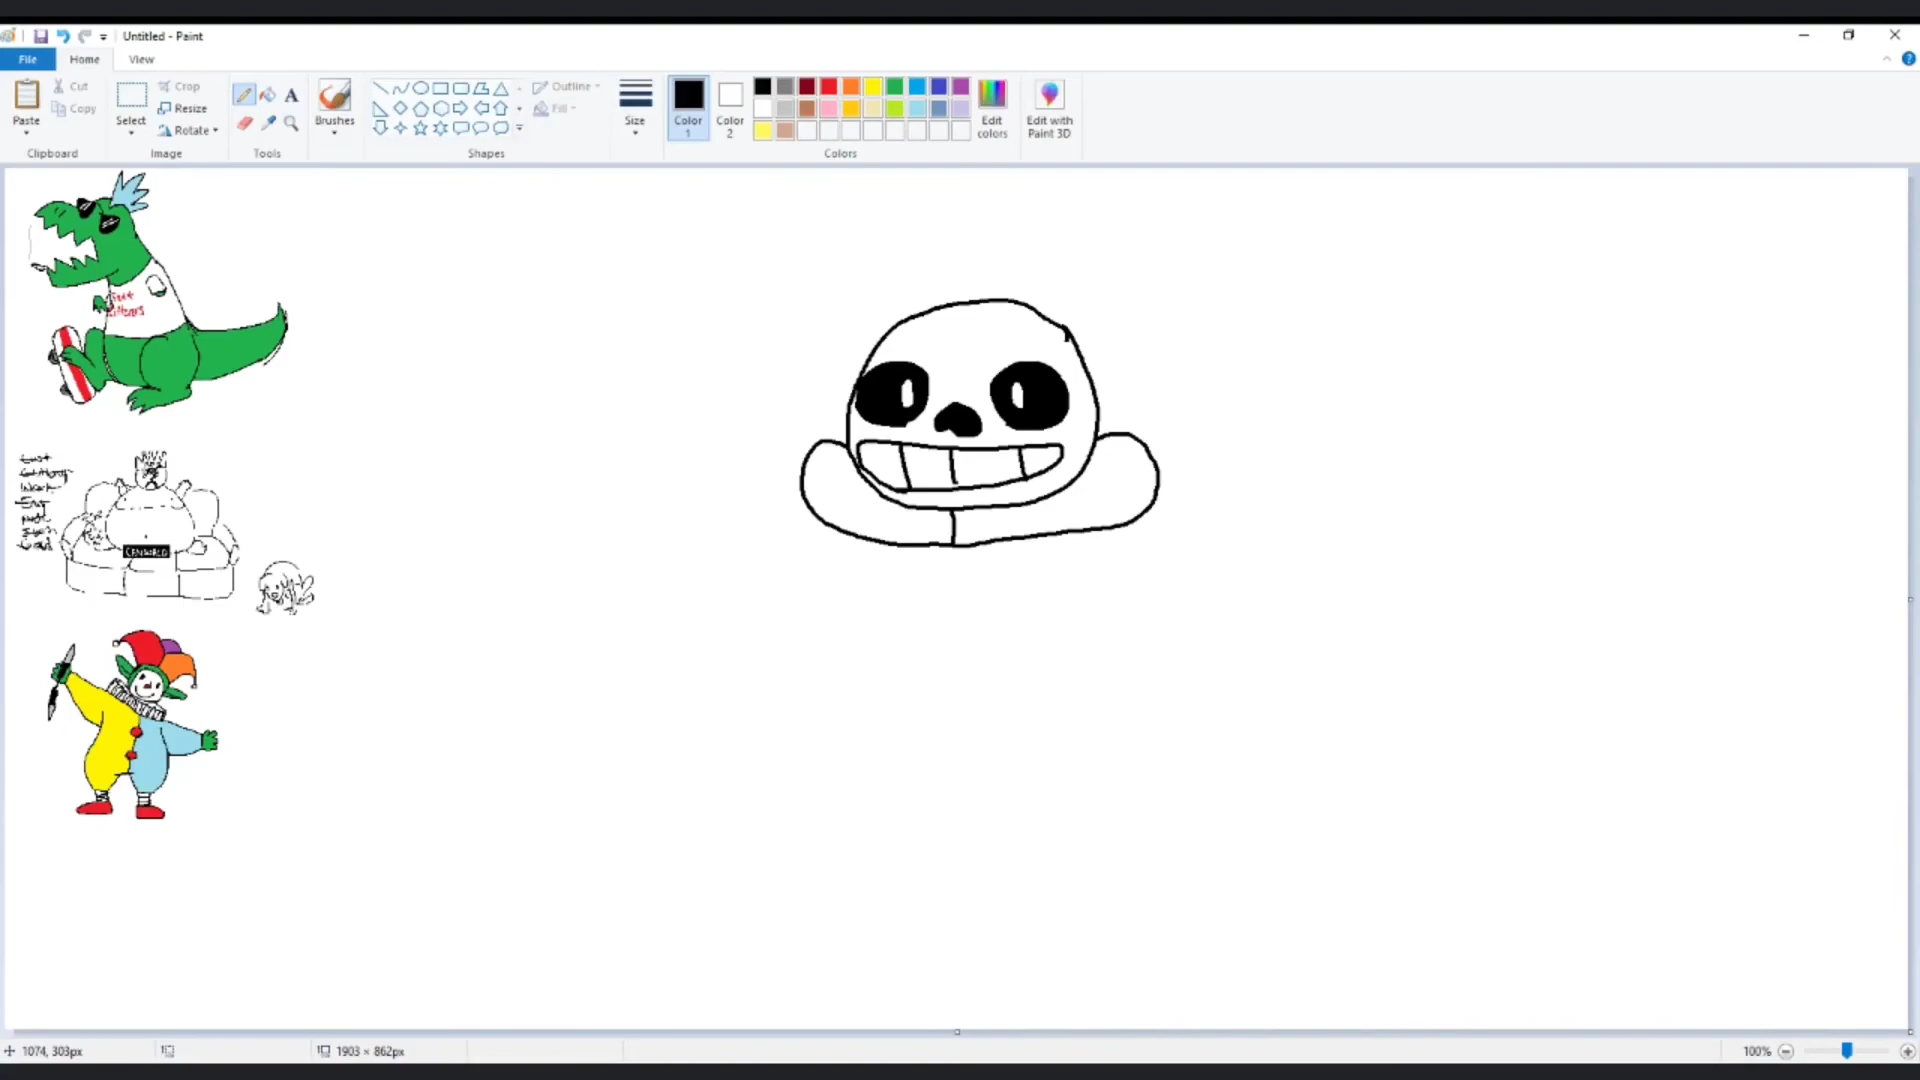 Untitled - Paint
File Home View
Paste
Cut
Copy
Clipboard
Select
Crop
Resize
Rotate
Image
Tools
Brushes
Shapes
Outline
Fill
Size
Color 1
Color 2
Colors
Edit colors
Edit with Paint 3D
CENSORED
1074, 303px
1903 × 862px
100%